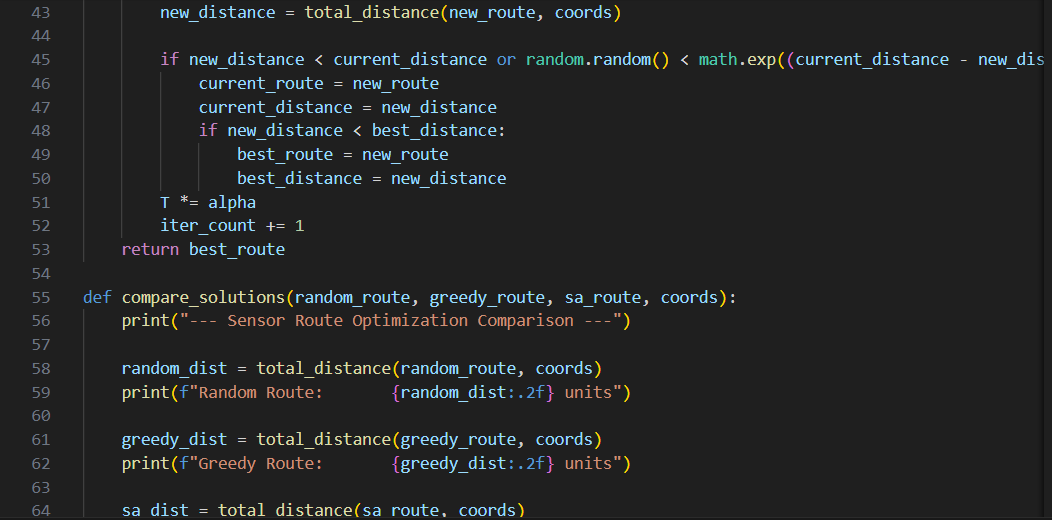 43 new_distance = total_distance(new_route, coords)
44
45 if new_distance < current_distance or random.random() < math.exp((current_distance - new_dis
46 current_route = new_route
47 current_distance = new_distance
48 if new_distance < best_distance:
49 best_route = new_route
50 best_distance = new_distance
51 T *= alpha
52 iter_count += 1
53 return best_route
54
55 def compare_solutions(random_route, greedy_route, sa_route, coords):
56 print("--- Sensor Route Optimization Comparison ---")
57
58 random_dist = total_distance(random_route, coords)
59 print(f"Random Route:       {random_dist:.2f} units")
60
61 greedy_dist = total_distance(greedy_route, coords)
62 print(f"Greedy Route:       {greedy_dist:.2f} units")
63
64 sa_dist = total_distance(sa_route, coords)